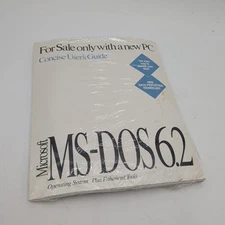 For Sale only with a new PC
Concise User's Guide
Microsoft
MS-DOS 6.2
Operating System Plus Enhanced Tools